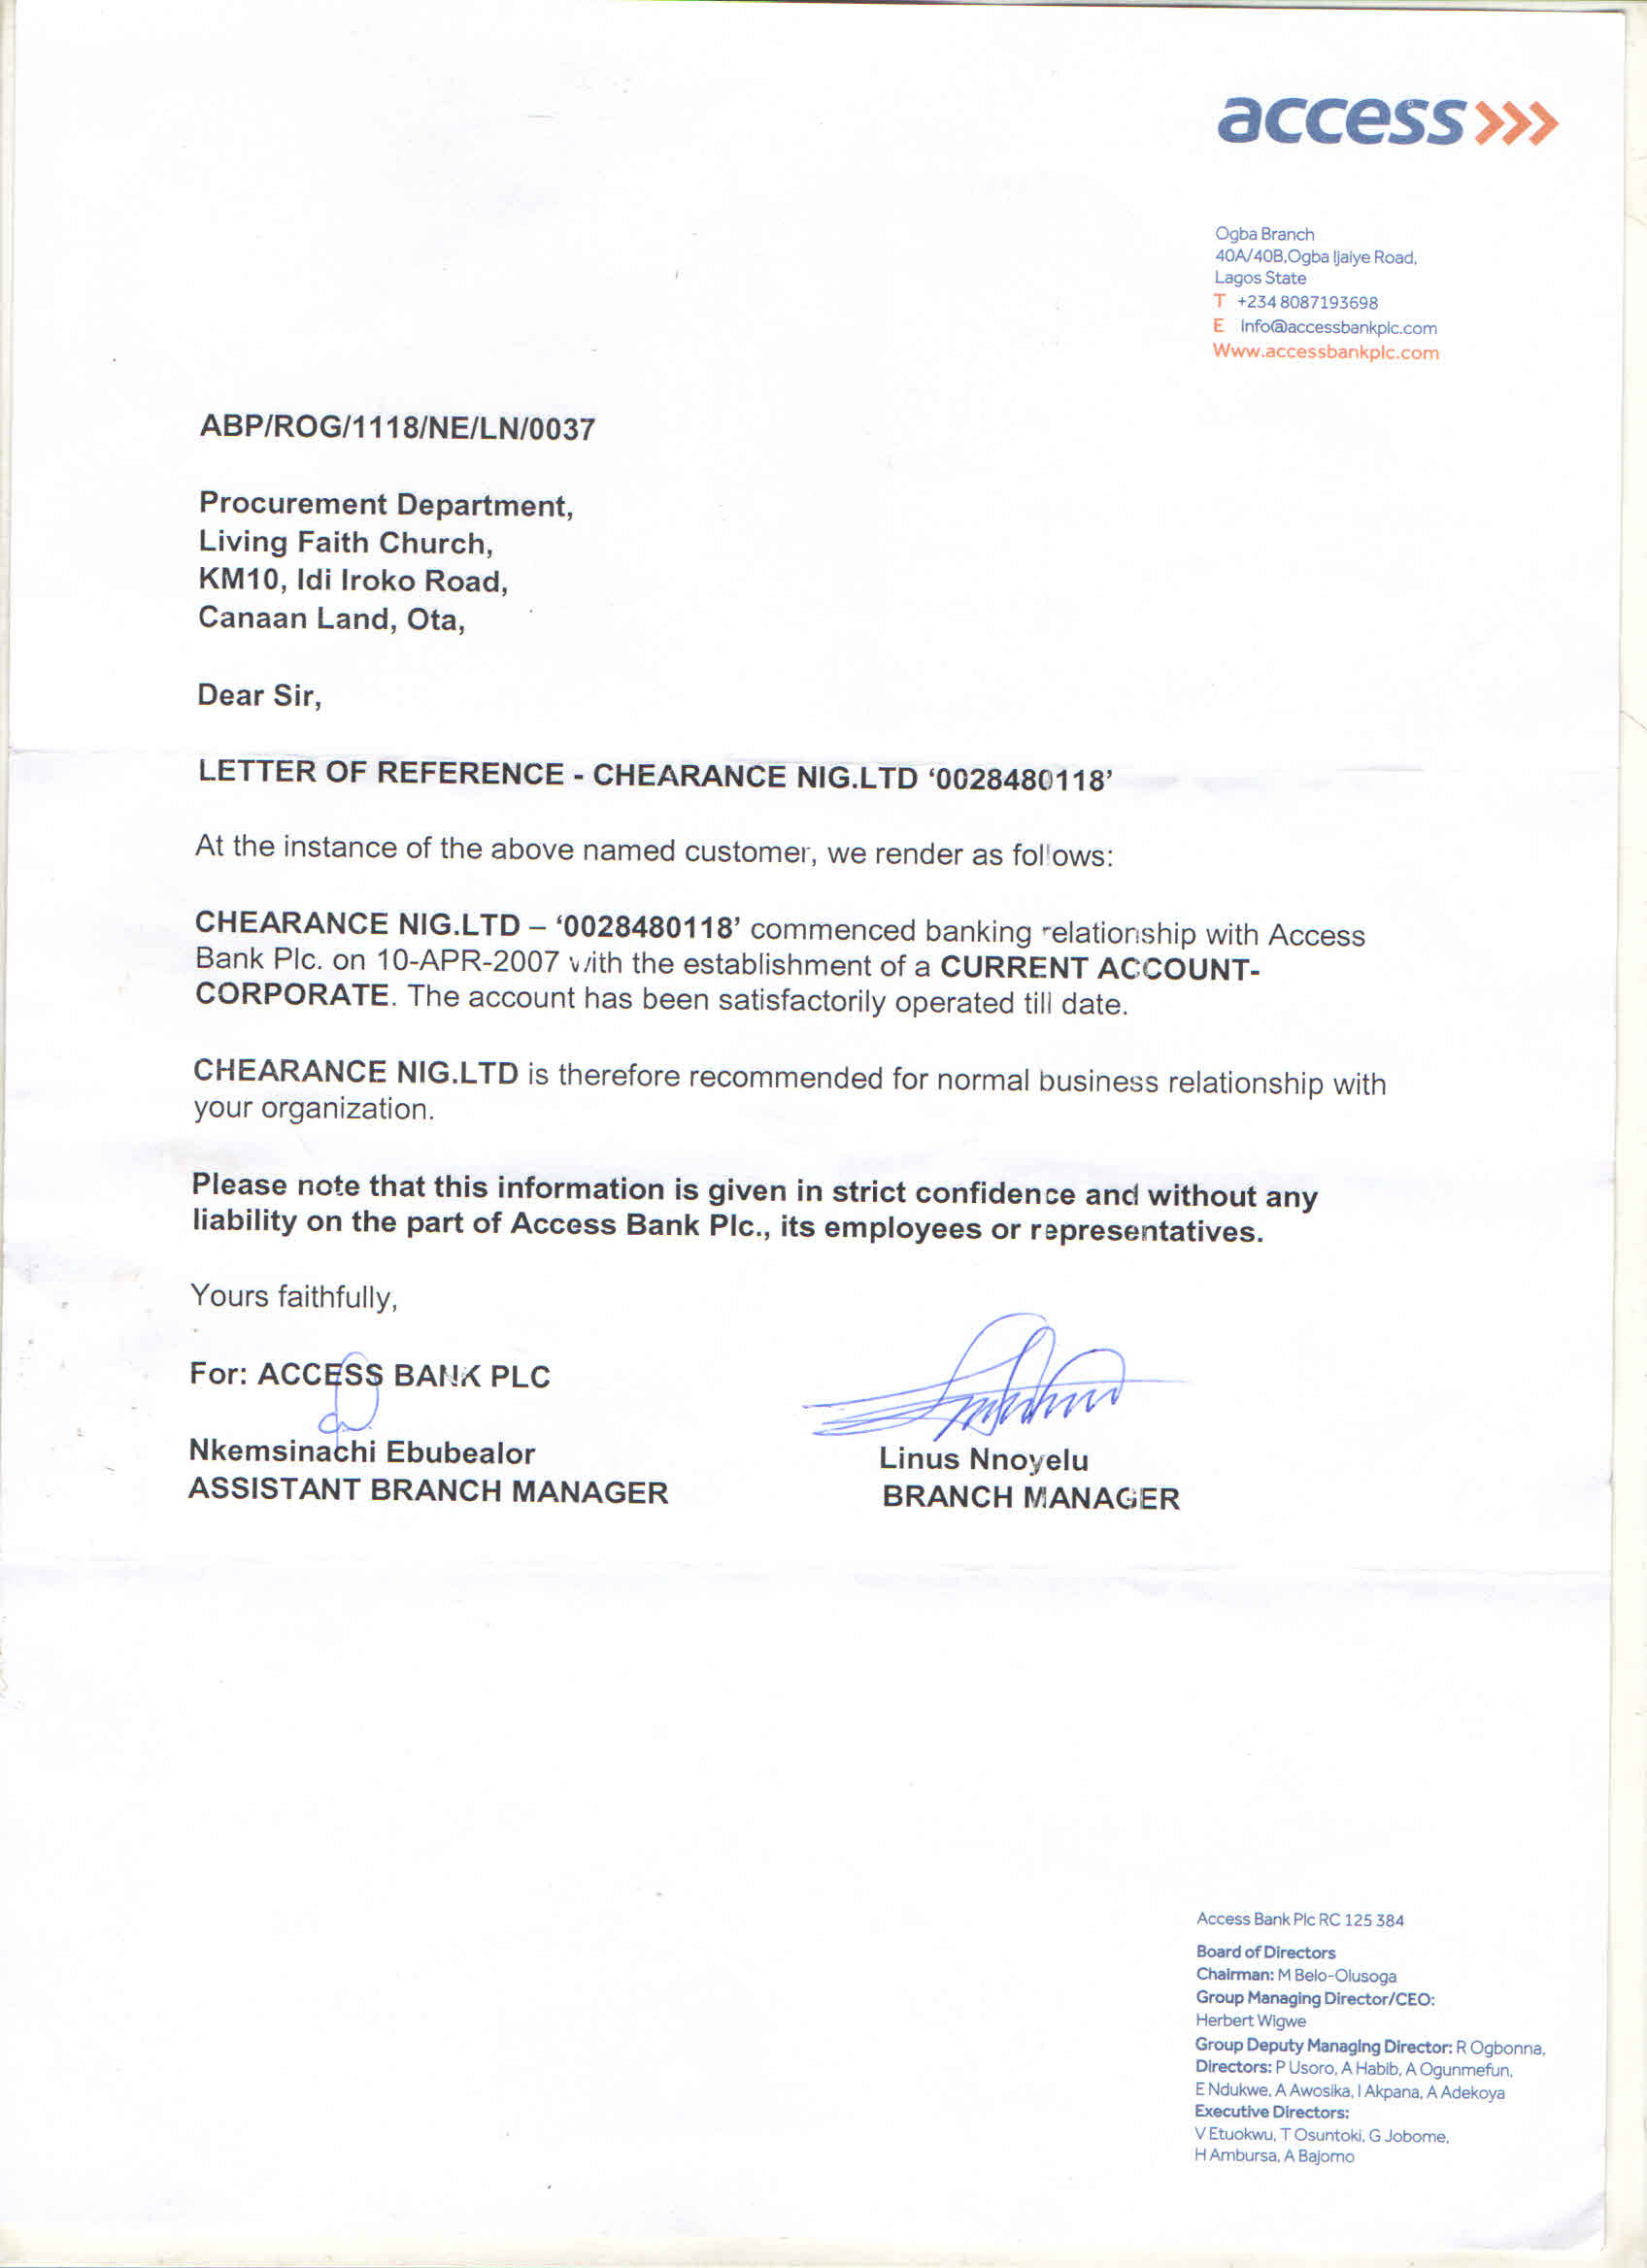 access
Ogba Branch
40A/40B,Ogba Ijaiye Road,
Lagos State
T +234 8087193698
E Info@accessbankplc.com
Www.accessbankplc.com
ABP/ROG/1118/NE/LN/0037
Procurement Department,
Living Faith Church,
KM10, Idi Iroko Road,
Canaan Land, Ota,
Dear Sir,
LETTER OF REFERENCE - CHEARANCE NIG.LTD ‘0028480118’
At the instance of the above named customer, we render as follows:
CHEARANCE NIG.LTD – ‘0028480118’ commenced banking relationship with Access
Bank Plc. on 10-APR-2007 with the establishment of a CURRENT ACCOUNT-
CORPORATE. The account has been satisfactorily operated till date.
CHEARANCE NIG.LTD is therefore recommended for normal business relationship with
your organization.
Please note that this information is given in strict confidence and without any
liability on the part of Access Bank Plc., its employees or representatives.
Yours faithfully,
For: ACCESS BANK PLC
Nkemsinachi Ebubealor
ASSISTANT BRANCH MANAGER
Linus Nnoyelu
BRANCH MANAGER
Access Bank Plc RC 125 384
Board of Directors
Chairman: M Belo-Olusoga
Group Managing Director/CEO:
Herbert Wigwe
Group Deputy Managing Director: R Ogbonna,
Directors: P Usoro, A Habib, A Ogunmefun,
E Ndukwe, A Awosika, I Akpana, A Adekoya
Executive Directors:
V Etuokwu, T Osuntoki, G Jobome,
H Ambursa, A Bajomo